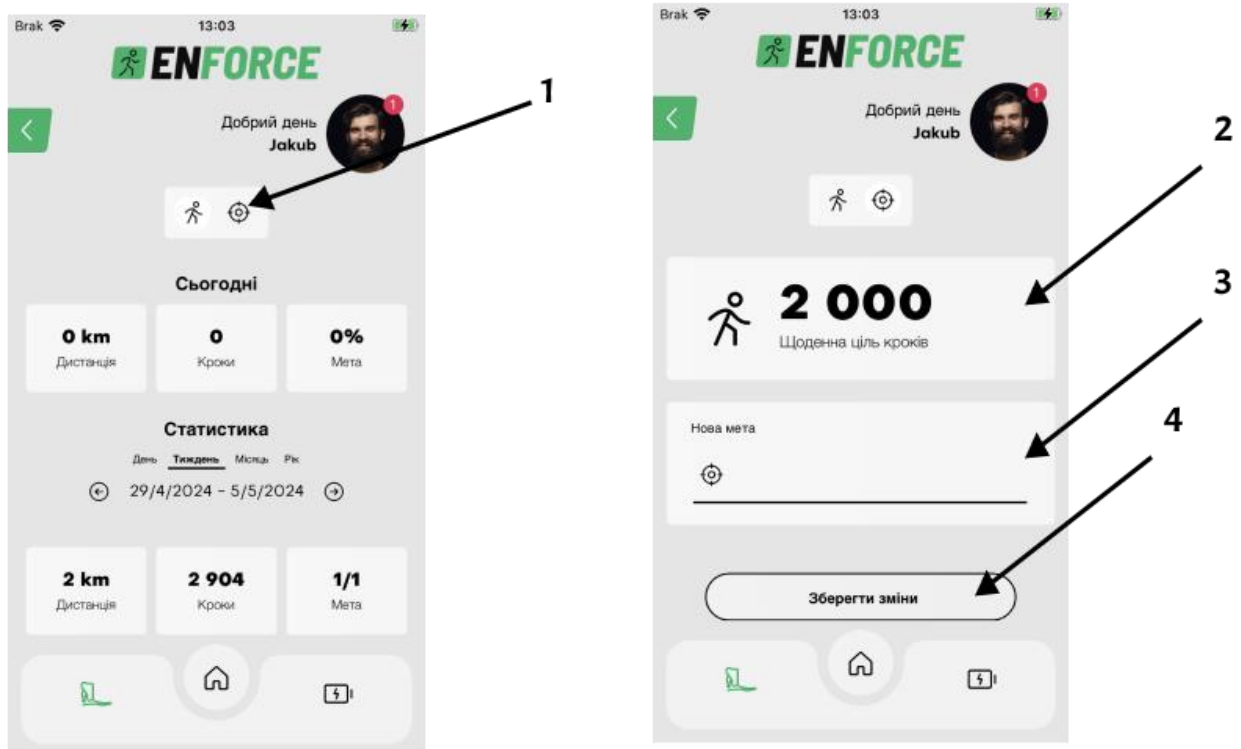 Brak 13:03
ENFORCE
1
Добрий день
Jakub
1
Сьогодні
0 km 0 0%
Дистанція Кроки Мета
Статистика
День Тиждень Місяць Рік
29/4/2024 - 5/5/2024
2 km 2 904 1/1
Дистанція Кроки Мета
Brak 13:03
ENFORCE
1
Добрий день
Jakub
2
2 000
Щоденна ціль кроків
3
Нова мета
4
Зберегти зміни